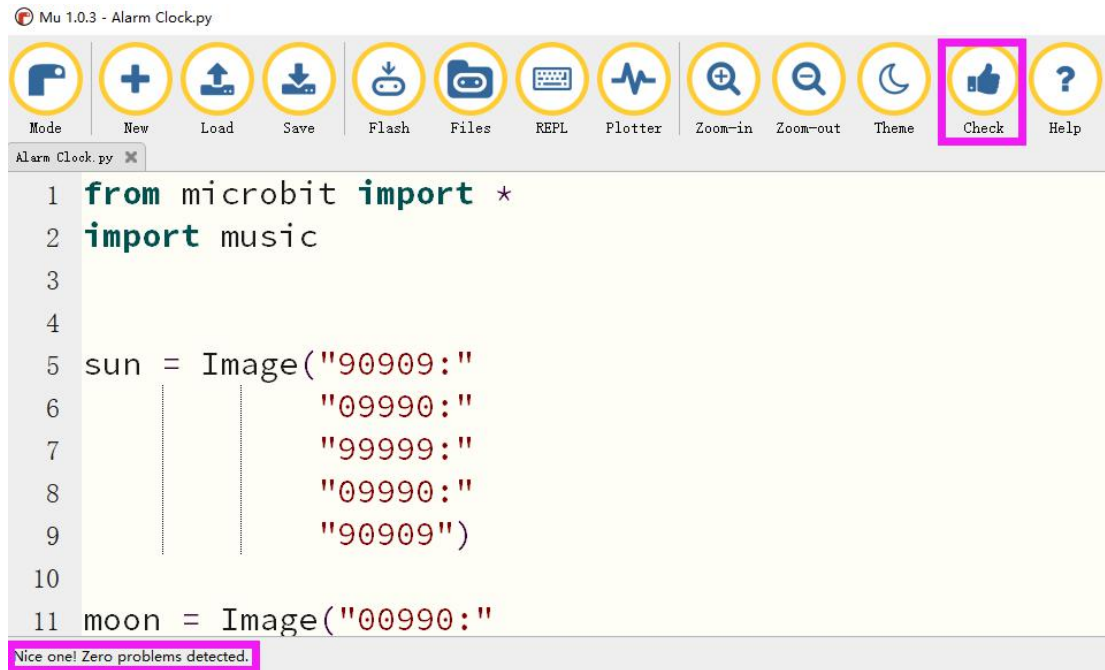 Mu 1.0.3 - Alarm Clock.py
Mode New Load Save Flash Files REPL Plotter Zoom-in Zoom-out Theme Check Help
Alarm Clock.py
1 from microbit import *
2 import music
3
4
5 sun = Image("90909:"
6 "09990:"
7 "99999:"
8 "09990:"
9 "90909")
10
11 moon = Image("00990:"
Nice one! Zero problems detected.